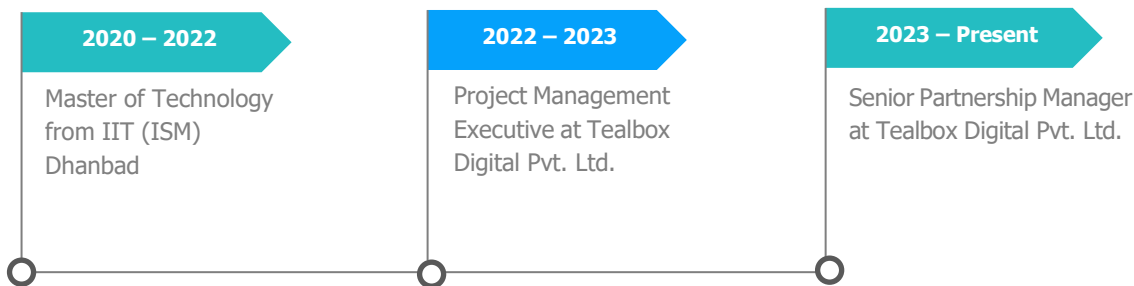 2020 – 2022
Master of Technology
from IIT (ISM)
Dhanbad
2022 – 2023
Project Management
Executive at Tealbox
Digital Pvt. Ltd.
2023 – Present
Senior Partnership Manager
at Tealbox Digital Pvt. Ltd.